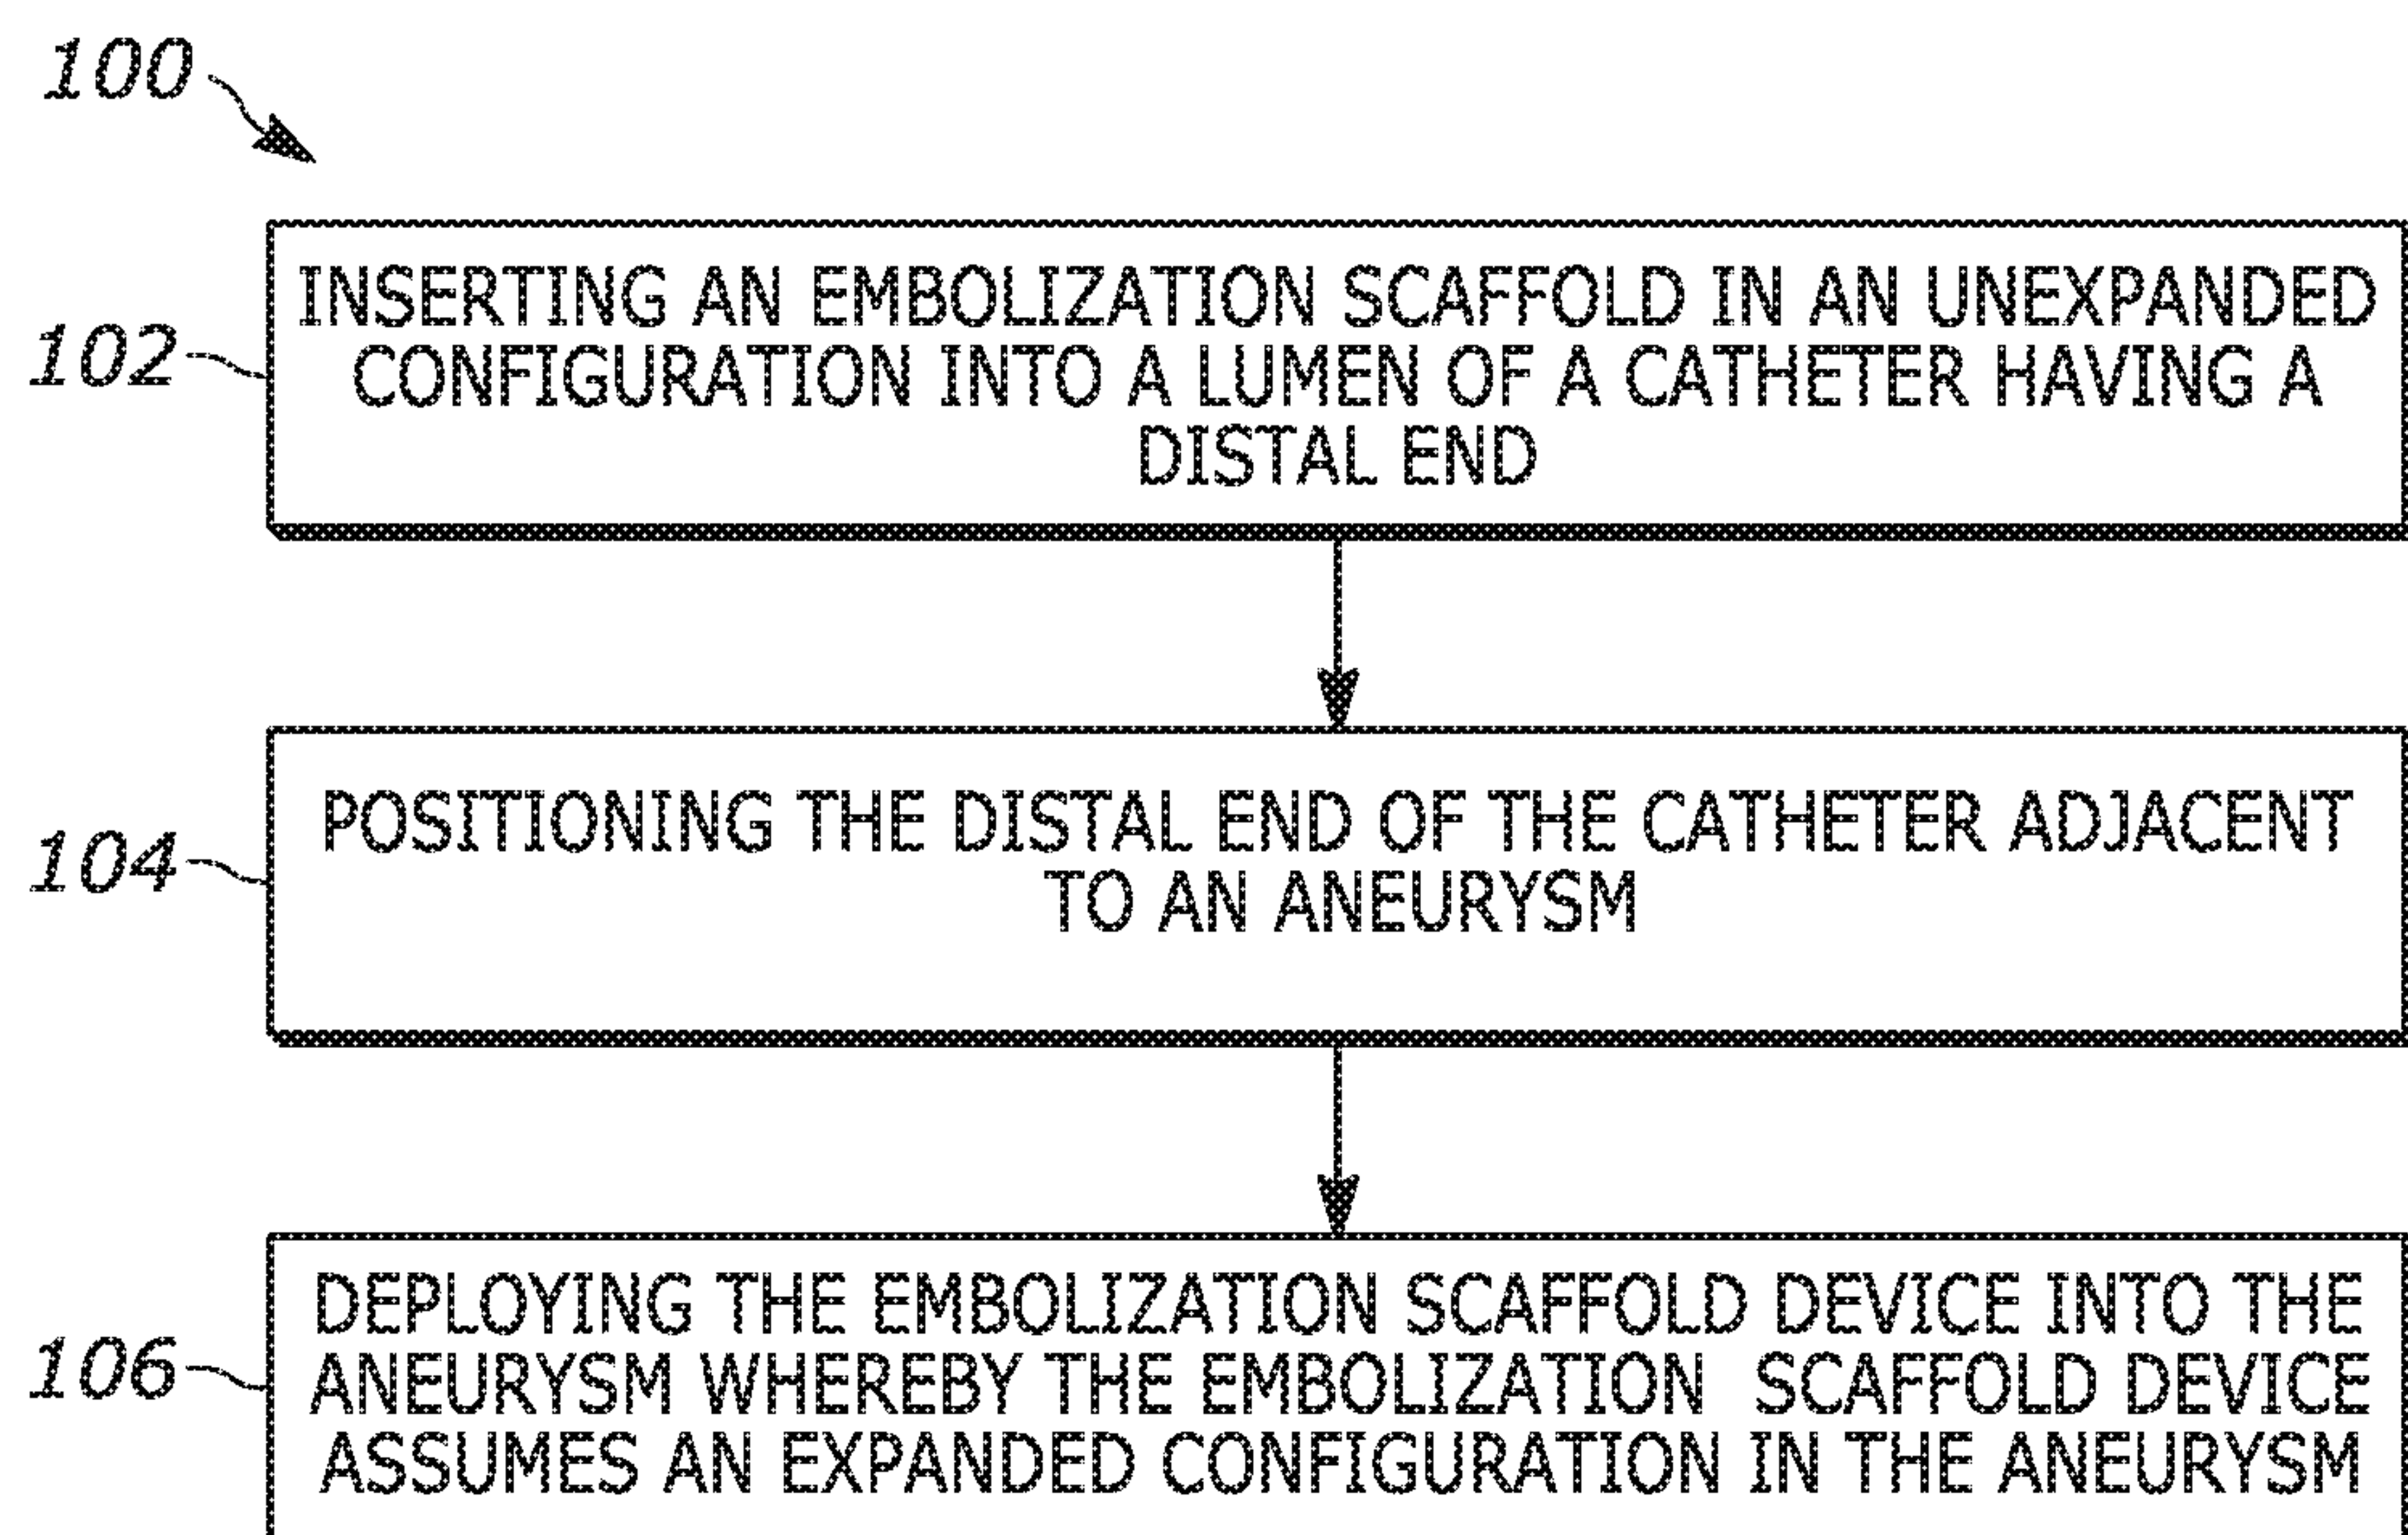 100
102
INSERTING AN EMBOLIZATION SCAFFOLD IN AN UNEXPANDED
CONFIGURATION INTO A LUMEN OF A CATHETER HAVING A
DISTAL END
104
POSITIONING THE DISTAL END OF THE CATHETER ADJACENT
TO AN ANEURYSM
106
DEPLOYING THE EMBOLIZATION SCAFFOLD DEVICE INTO THE
ANEURYSM WHEREBY THE EMBOLIZATION SCAFFOLD DEVICE
ASSUMES AN EXPANDED CONFIGURATION IN THE ANEURYSM